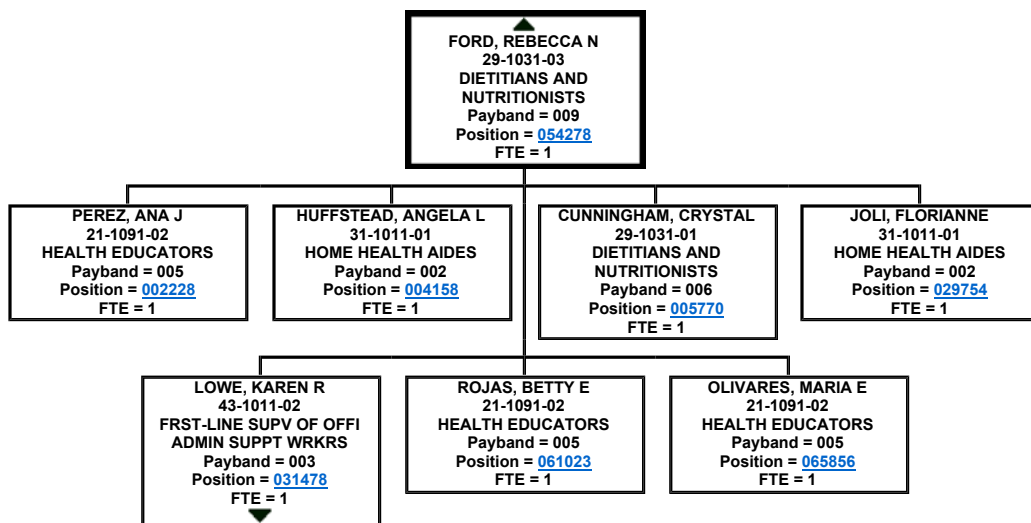 FORD, REBECCA N
29-1031-03
DIETITIANS AND
NUTRITIONISTS
Payband = 009
Position = 054278
FTE = 1
PEREZ, ANA J
21-1091-02
HEALTH EDUCATORS
Payband = 005
Position = 002228
FTE = 1
HUFFSTEAD, ANGELA L
31-1011-01
HOME HEALTH AIDES
Payband = 002
Position = 004158
FTE = 1
CUNNINGHAM, CRYSTAL
29-1031-01
DIETITIANS AND
NUTRITIONISTS
Payband = 006
Position = 005770
FTE = 1
JOLI, FLORIANNE
31-1011-01
HOME HEALTH AIDES
Payband = 002
Position = 029754
FTE = 1
LOWE, KAREN R
43-1011-02
FRST-LINE SUPV OF OFFI
ADMIN SUPPT WRKRS
Payband = 003
Position = 031478
FTE = 1
ROJAS, BETTY E
21-1091-02
HEALTH EDUCATORS
Payband = 005
Position = 061023
FTE = 1
OLIVARES, MARIA E
21-1091-02
HEALTH EDUCATORS
Payband = 005
Position = 065856
FTE = 1